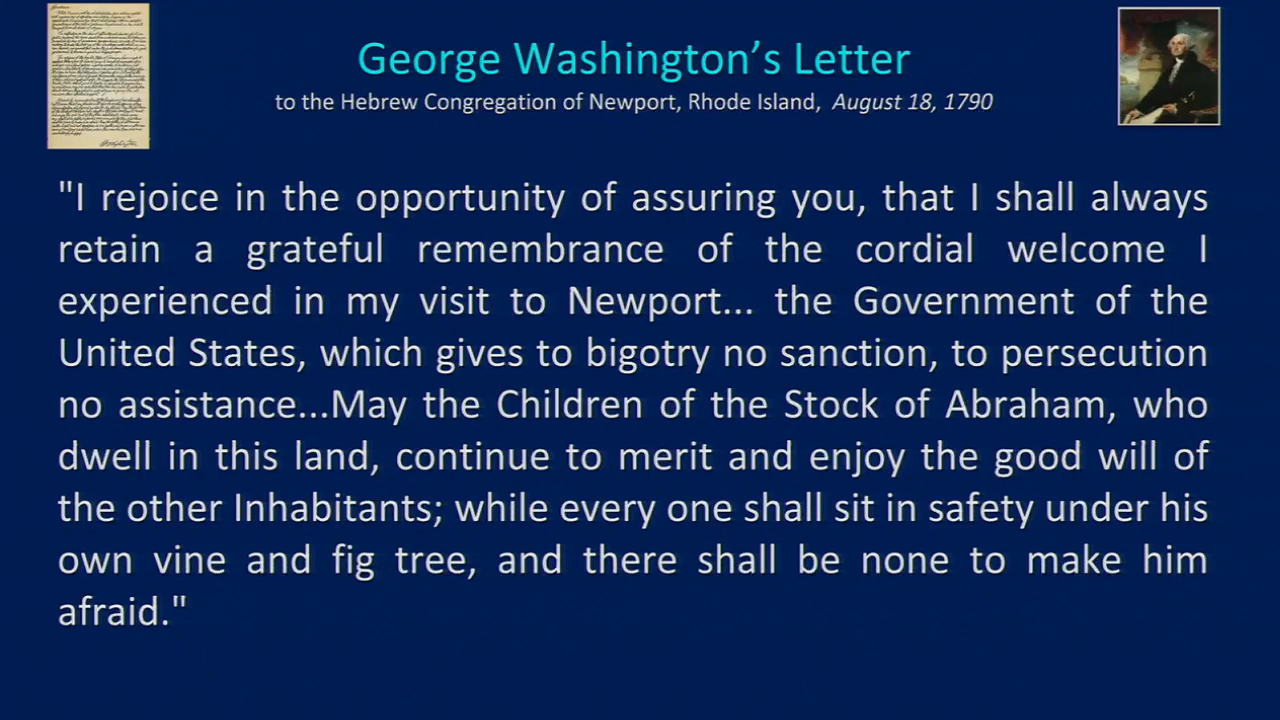 George Washington’s Letter
to the Hebrew Congregation of Newport, Rhode Island, August 18, 1790
"I rejoice in the opportunity of assuring you, that I shall always
retain a grateful remembrance of the cordial welcome I
experienced in my visit to Newport... the Government of the
United States, which gives to bigotry no sanction, to persecution
no assistance...May the Children of the Stock of Abraham, who
dwell in this land, continue to merit and enjoy the good will of
the other Inhabitants; while every one shall sit in safety under his
own vine and fig tree, and there shall be none to make him
afraid."